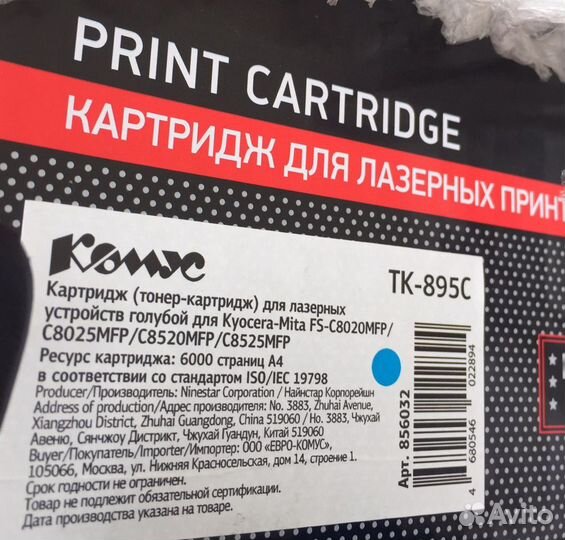 PRINT CARTRIDGE
КАРТРИДЖ ДЛЯ ЛАЗЕРНЫХ ПРИНТ
Комус
TK-895C
Картридж (тонер-картридж) для лазерных
устройств голубой для Kyocera-Mita FS-C8020MFP/
C8025MFP/C8520MFP/C8525MFP
Ресурс картриджа: 6000 страниц А4
в соответствии со стандартом ISO/IEC 19798
Producer/Производитель: Ninestar Corporation / Найнстар Корпорейшн
Address of production/Адрес производителя: No. 3883, Zhuhai Avenue,
Xiangzhou District, Zhuhai Guangdong, China 519060 / No. 3883, Чжухай
Авеню, Сянчжоу Дистрикт, Чжухай Гуандун, Китай 519060
Buyer/Покупатель/Importer/Импортер: ООО «ЕВРО-КОМУС»,
105066, Москва, ул. Нижняя Красносельская, дом 14, строение 1.
Срок годности не ограничен.
Товар не подлежит обязательной сертификации.
Дата производства указана на товаре.
Арт. 856032
4 680546 022894
Avito